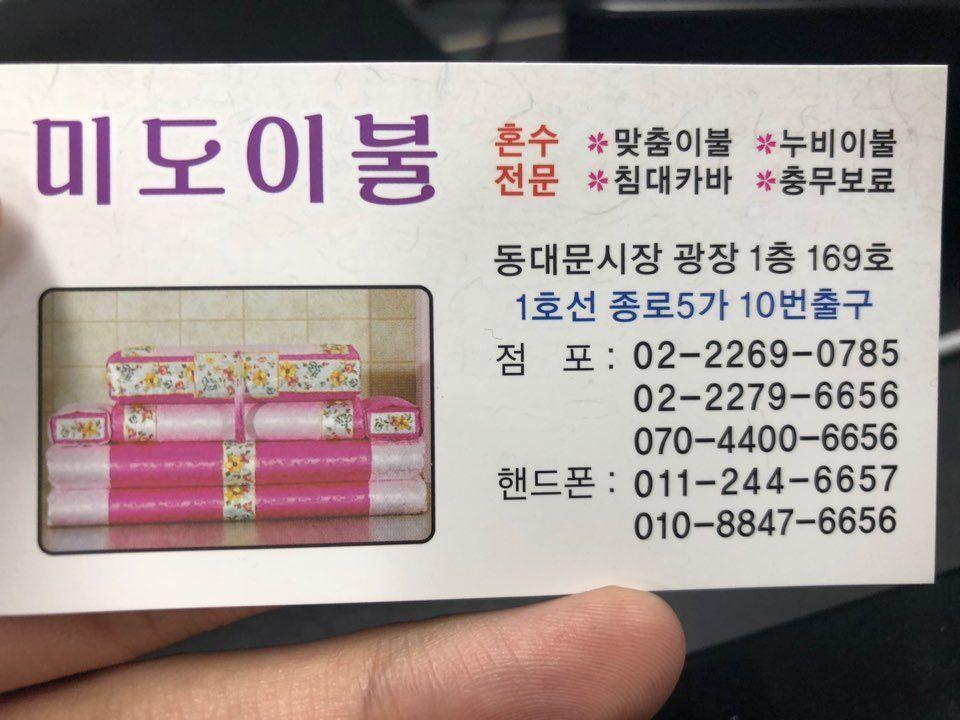 미도이불
혼수 맞춤이불 누비이불
전문 침대카바 충무보료
동대문시장 광장 1층 169호
1호선 종로5가 10번출구
점 포 : 02-2269-0785
02-2279-6656
070-4400-6656
핸드폰 : 011-244-6657
010-8847-6656